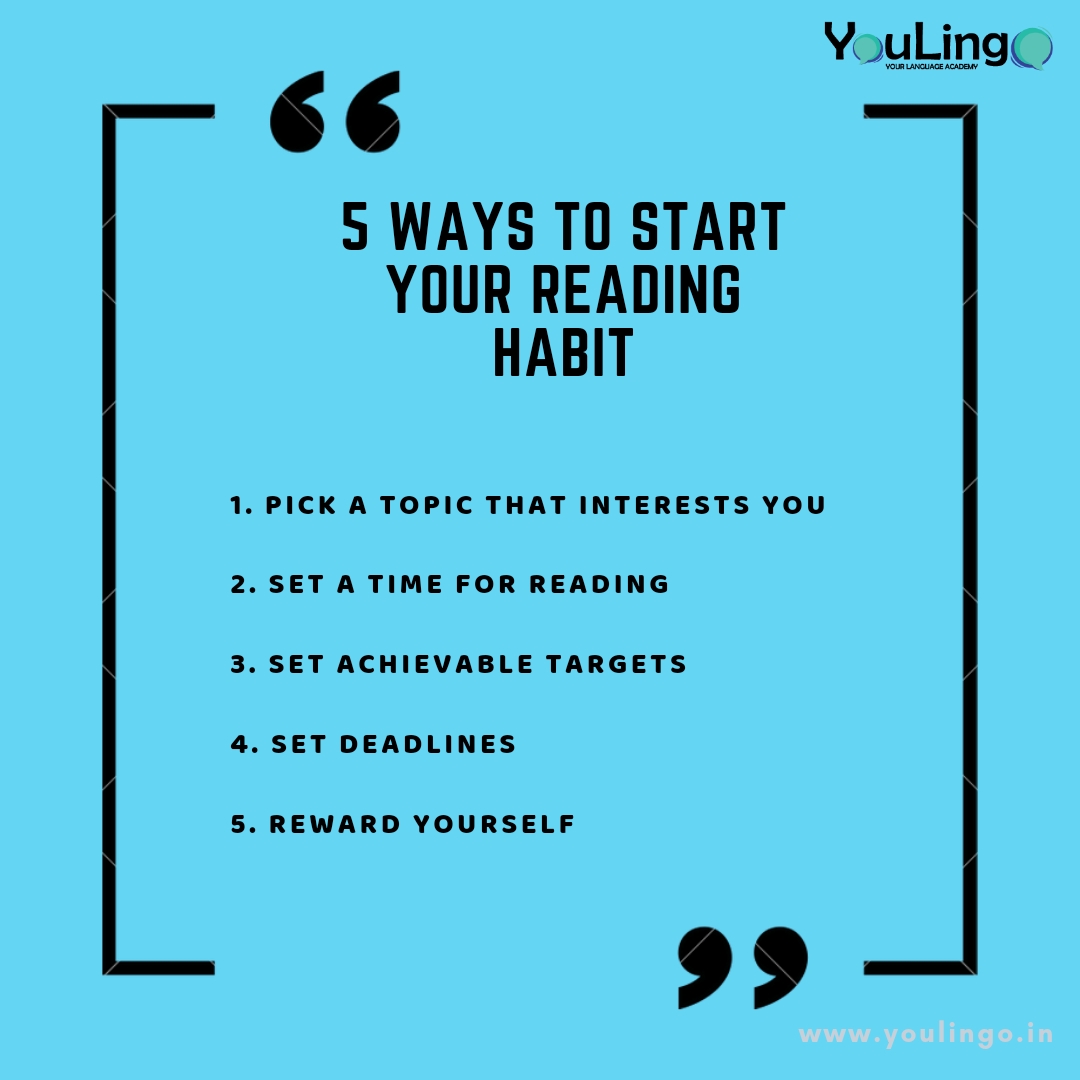 YouLingo
YOUR LANGUAGE ACADEMY
“
5 WAYS TO START
YOUR READING
HABIT
1. PICK A TOPIC THAT INTERESTS YOU
2. SET A TIME FOR READING
3. SET ACHIEVABLE TARGETS
4. SET DEADLINES
5. REWARD YOURSELF
”
www.youlingo.in